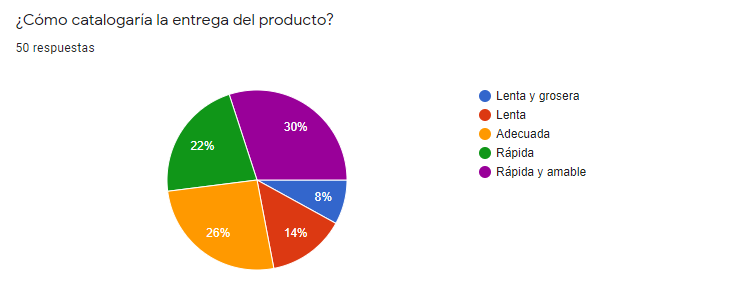 ¿Cómo catalogaría la entrega del producto?
50 respuestas
30%
22%
8%
26%
14%
Lenta y grosera
Lenta
Adecuada
Rápida
Rápida y amable